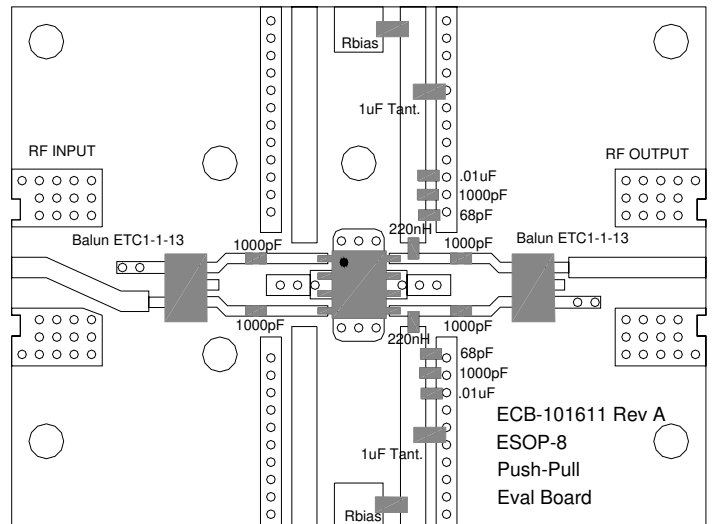 Rbias
1uF Tant.
RF INPUT
RF OUTPUT
.01uF
1000pF
68pF
220nH
Balun ETC1-1-13
1000pF
1000pF
Balun ETC1-1-13
1000pF
1000pF
220nH
68pF
1000pF
.01uF
1uF Tant.
Rbias
ECB-101611 Rev A
ESOP-8
Push-Pull
Eval Board